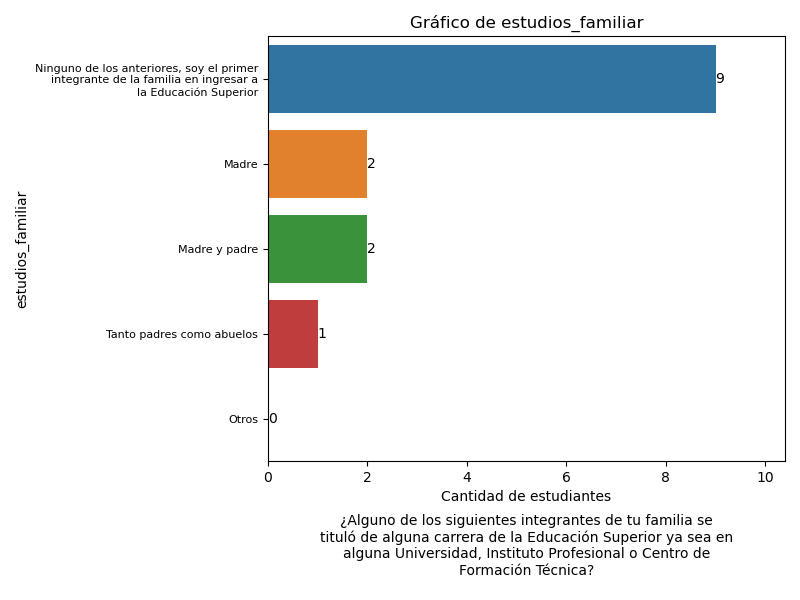 Gráfico de estudios_familiar
Ninguno de los anteriores, soy el primer
integrante de la familia en ingresar a
la Educación Superior
9
Madre
2
Madre y padre
2
Tanto padres como abuelos
1
Otros
0
estudios_familiar
0 2 4 6 8 10
Cantidad de estudiantes
¿Alguno de los siguientes integrantes de tu familia se
tituló de alguna carrera de la Educación Superior ya sea en
alguna Universidad, Instituto Profesional o Centro de
Formación Técnica?